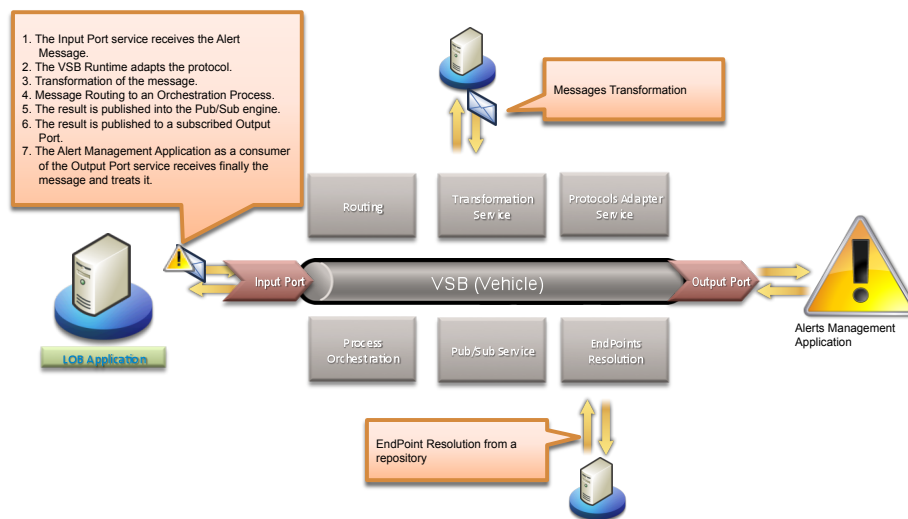 1. The Input Port service receives the Alert
Message.
2. The VSB Runtime adapts the protocol.
3. Transformation of the message.
4. Message Routing to an Orchestration Process.
5. The result is published into the Pub/Sub engine.
6. The result is published to a subscribed Output
Port.
7. The Alert Management Application as a consumer
of the Output Port service receives finally the
message and treats it.
Messages Transformation
Routing
Transformation
Service
Protocols Adapter
Service
Input Port
VSB (Vehicle)
Output Port
LOB Application
Alerts Management
Application
Process
Orchestration
Pub/Sub Service
EndPoints
Resolution
EndPoint Resolution from a
repository